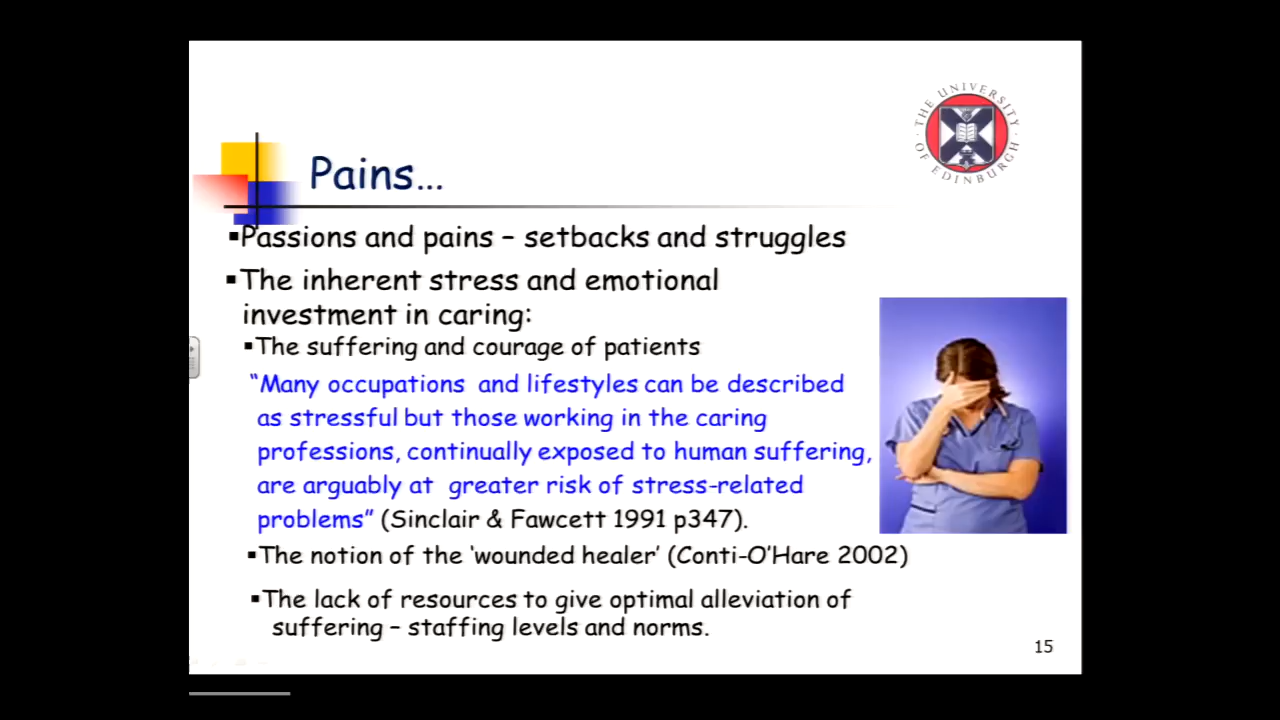 THE UNIVERSITY OF EDINBURGH
Pains...
▪Passions and pains – setbacks and struggles
▪The inherent stress and emotional
investment in caring:
▪The suffering and courage of patients
“Many occupations and lifestyles can be described
as stressful but those working in the caring
professions, continually exposed to human suffering,
are arguably at greater risk of stress-related
problems” (Sinclair & Fawcett 1991 p347).
▪The notion of the ‘wounded healer’ (Conti-O’Hare 2002)
▪The lack of resources to give optimal alleviation of
suffering – staffing levels and norms.
15